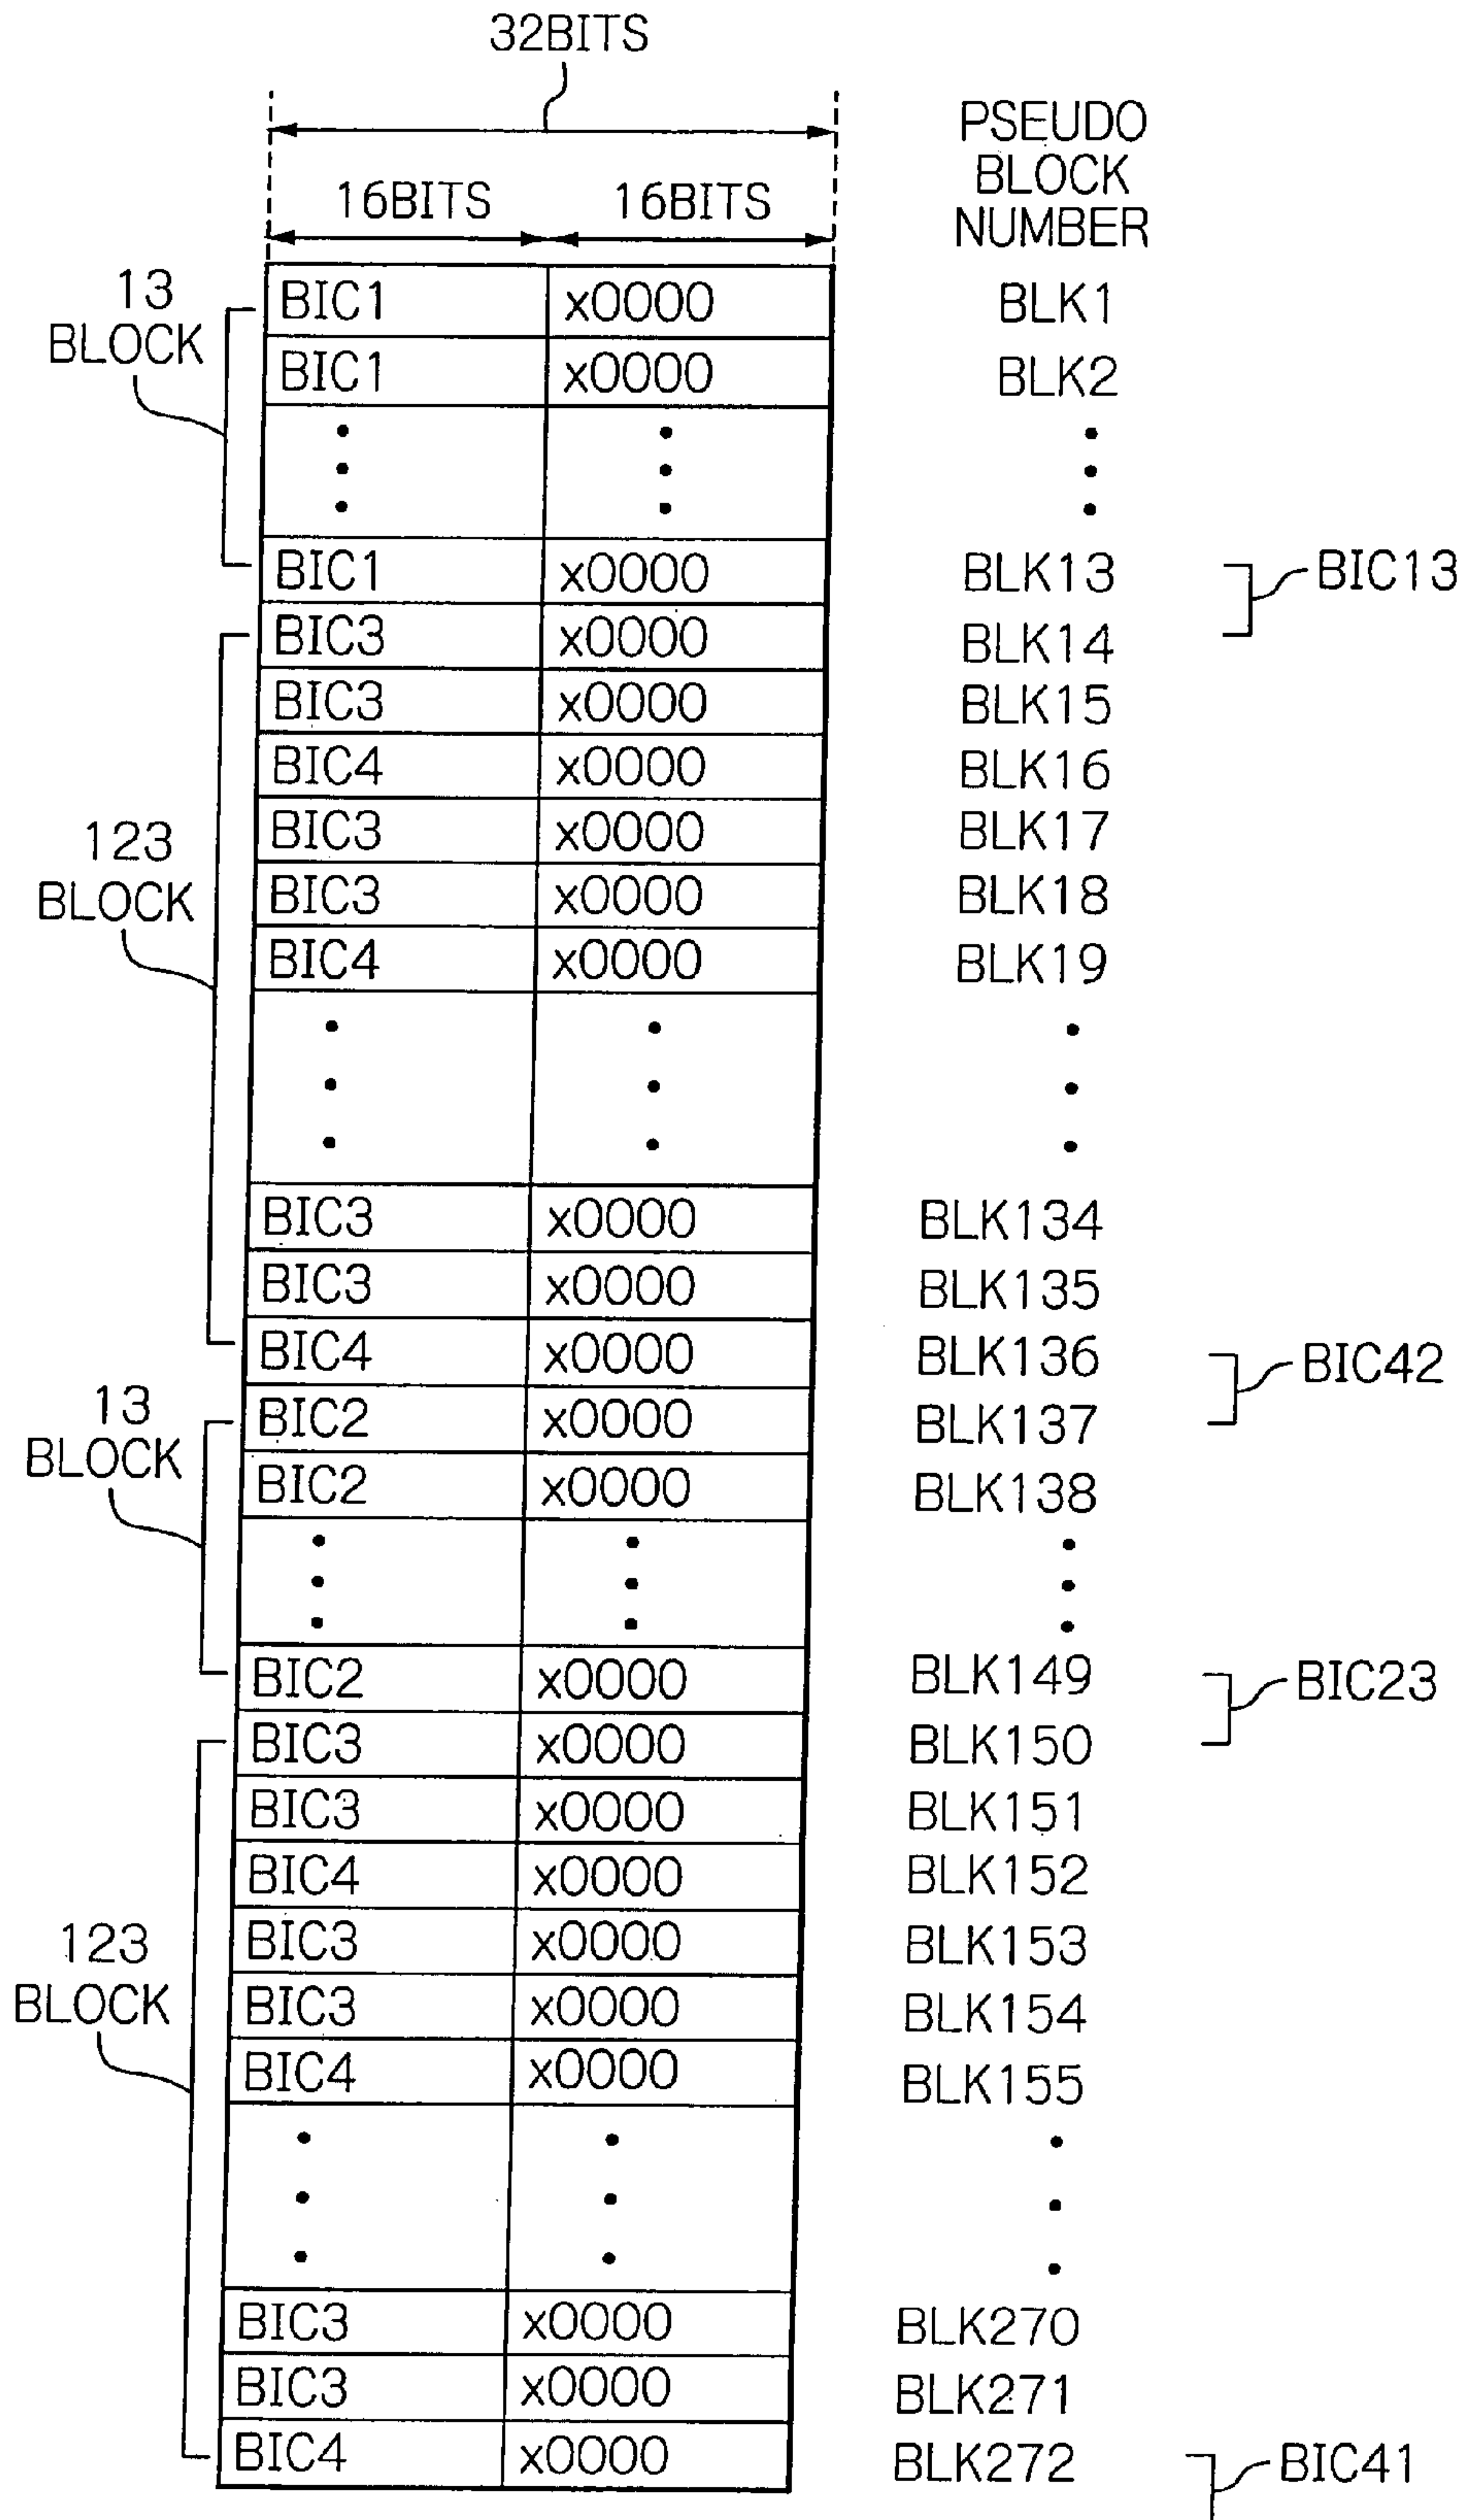 32BITS
16BITS 16BITS
PSEUDO
BLOCK
NUMBER
13
BLOCK
BIC1 x0000 BLK1
BIC1 x0000 BLK2
BIC1 x0000 BLK13 BIC13
BIC3 x0000 BLK14
BIC3 x0000 BLK15
BIC4 x0000 BLK16
123
BLOCK
BIC3 x0000 BLK17
BIC3 x0000 BLK18
BIC4 x0000 BLK19
BIC3 x0000 BLK134
BIC3 x0000 BLK135
BIC4 x0000 BLK136 BIC42
13
BLOCK
BIC2 x0000 BLK137
BIC2 x0000 BLK138
BIC2 x0000 BLK149 BIC23
BIC3 x0000 BLK150
BIC3 x0000 BLK151
BIC4 x0000 BLK152
123
BLOCK
BIC3 x0000 BLK153
BIC3 x0000 BLK154
BIC4 x0000 BLK155
BIC3 x0000 BLK270
BIC3 x0000 BLK271
BIC4 x0000 BLK272 BIC41